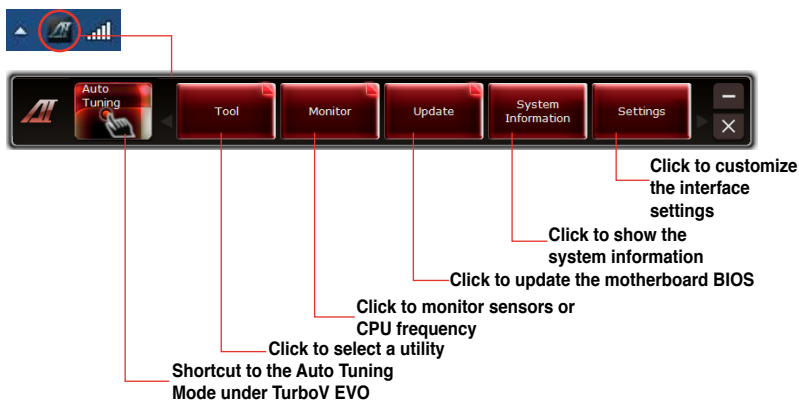 Auto
Tuning
Tool
Monitor
Update
System
Information
Settings
Click to customize
the interface
settings
Click to show the
system information
Click to update the motherboard BIOS
Click to monitor sensors or
CPU frequency
Click to select a utility
Shortcut to the Auto Tuning
Mode under TurboV EVO